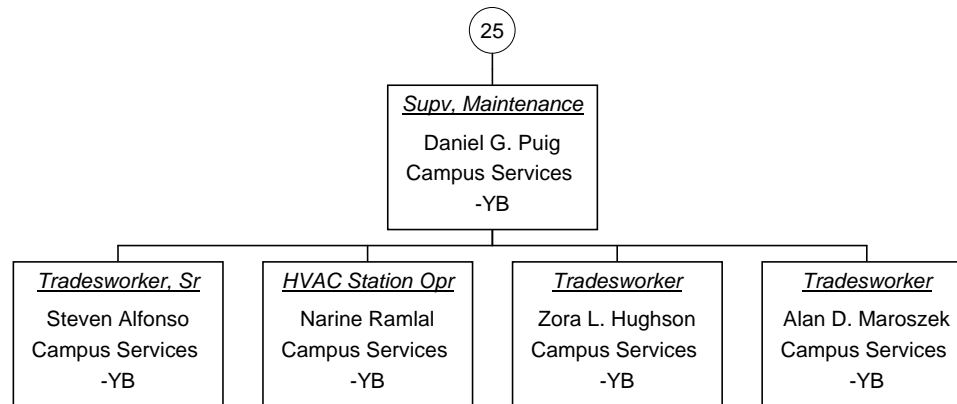 25
Supv, Maintenance
Daniel G. Puig
Campus Services
-YB
Tradesworker, Sr
Steven Alfonso
Campus Services
-YB
HVAC Station Opr
Narine Ramlal
Campus Services
-YB
Tradesworker
Zora L. Hughson
Campus Services
-YB
Tradesworker
Alan D. Maroszek
Campus Services
-YB